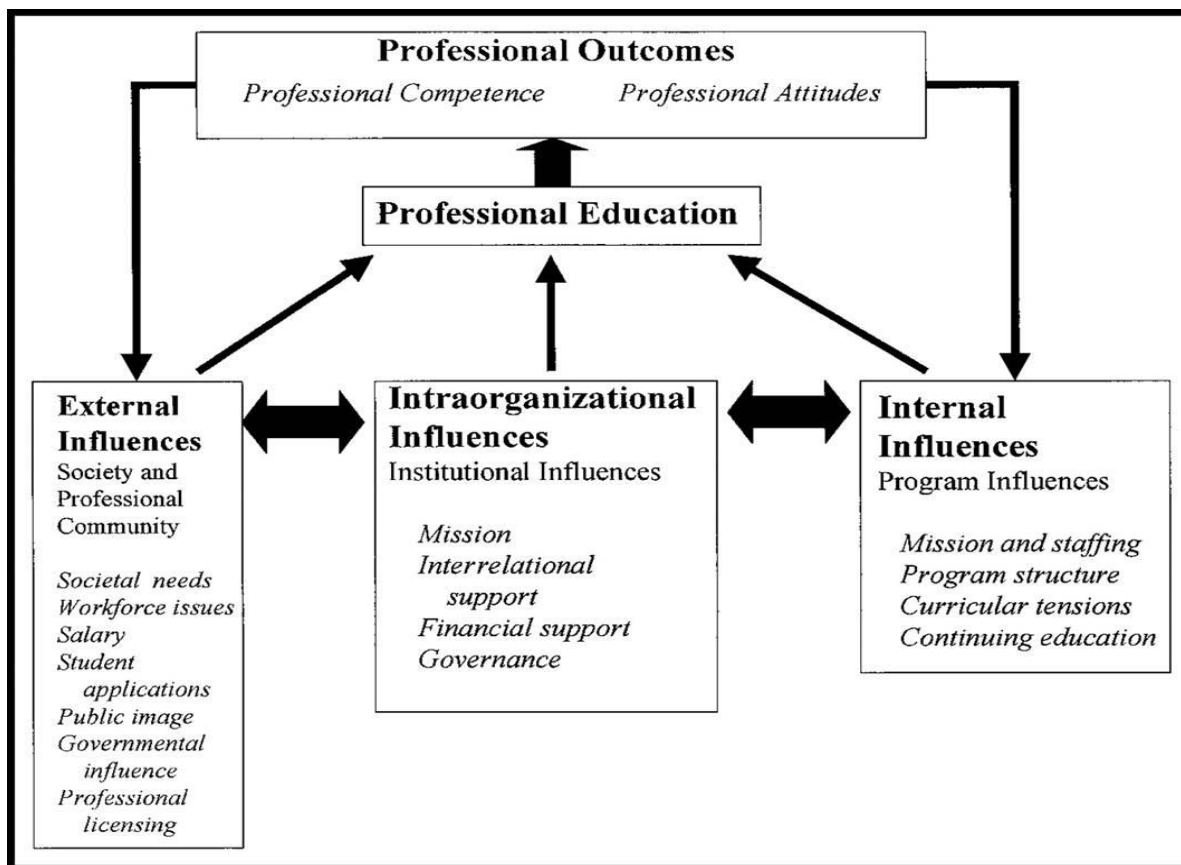 Professional Outcomes
Professional Competence Professional Attitudes
Professional Education
External
Influences
Society and
Professional
Community
Societal needs
Workforce issues
Salary
Student
applications
Public image
Governmental
influence
Professional
licensing
Intraorganizational
Influences
Institutional Influences
Mission
Interrelational
support
Financial support
Governance
Internal
Influences
Program Influences
Mission and staffing
Program structure
Curricular tensions
Continuing education